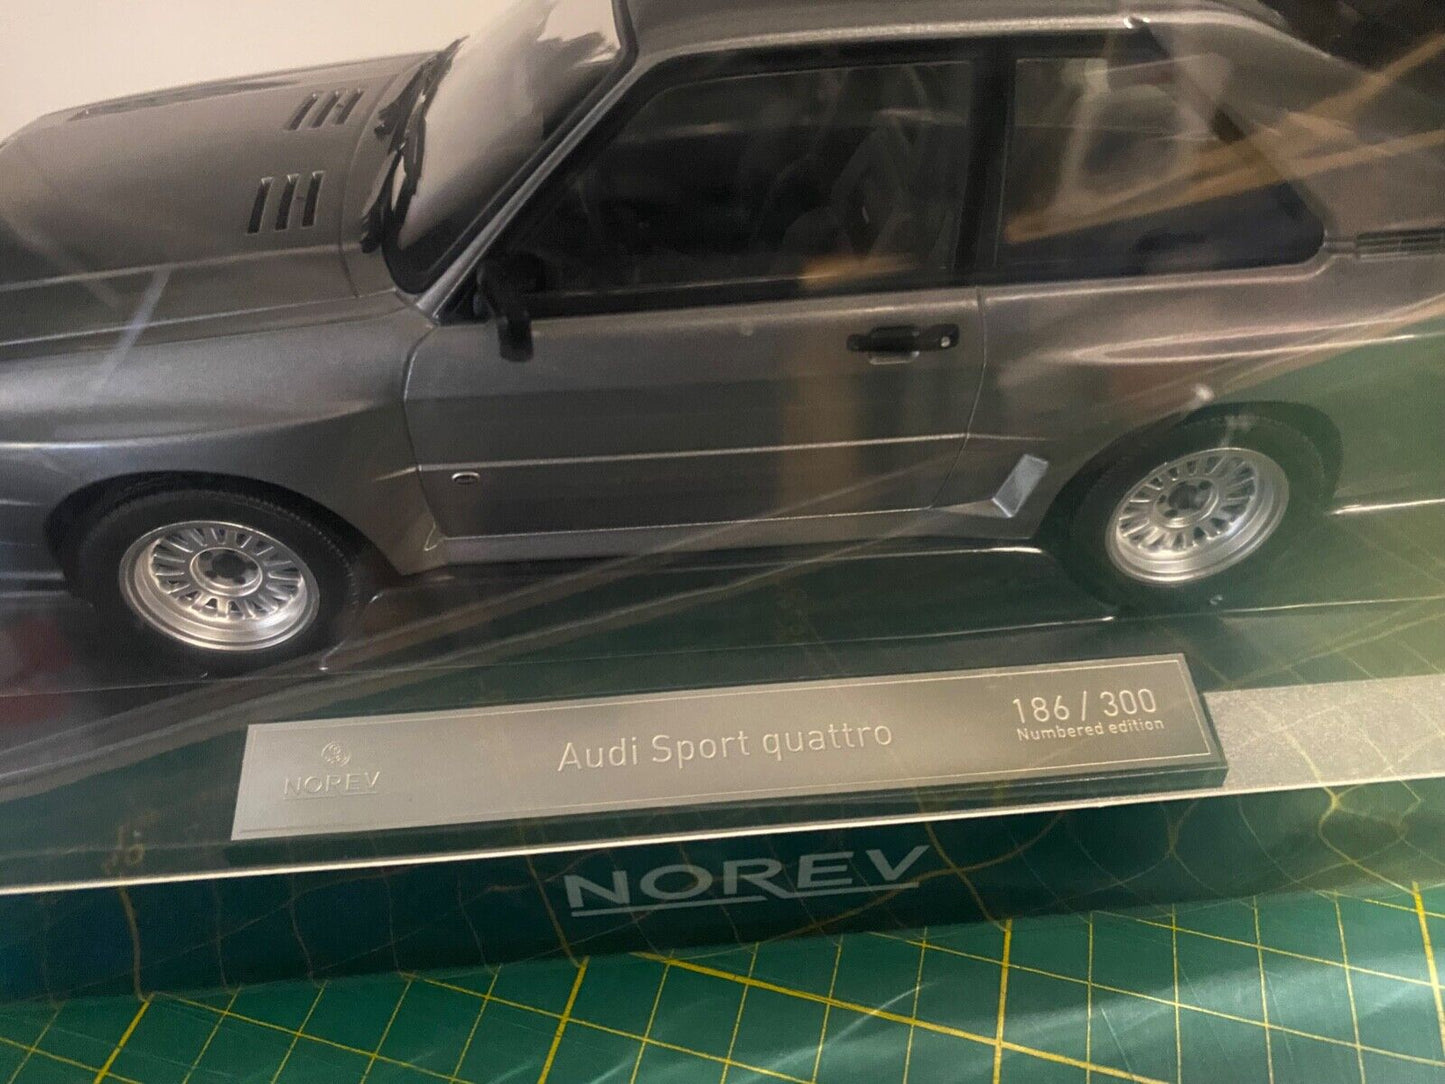 NOREV
Audi Sport quattro
186 / 300
Numbered edition
NOREV